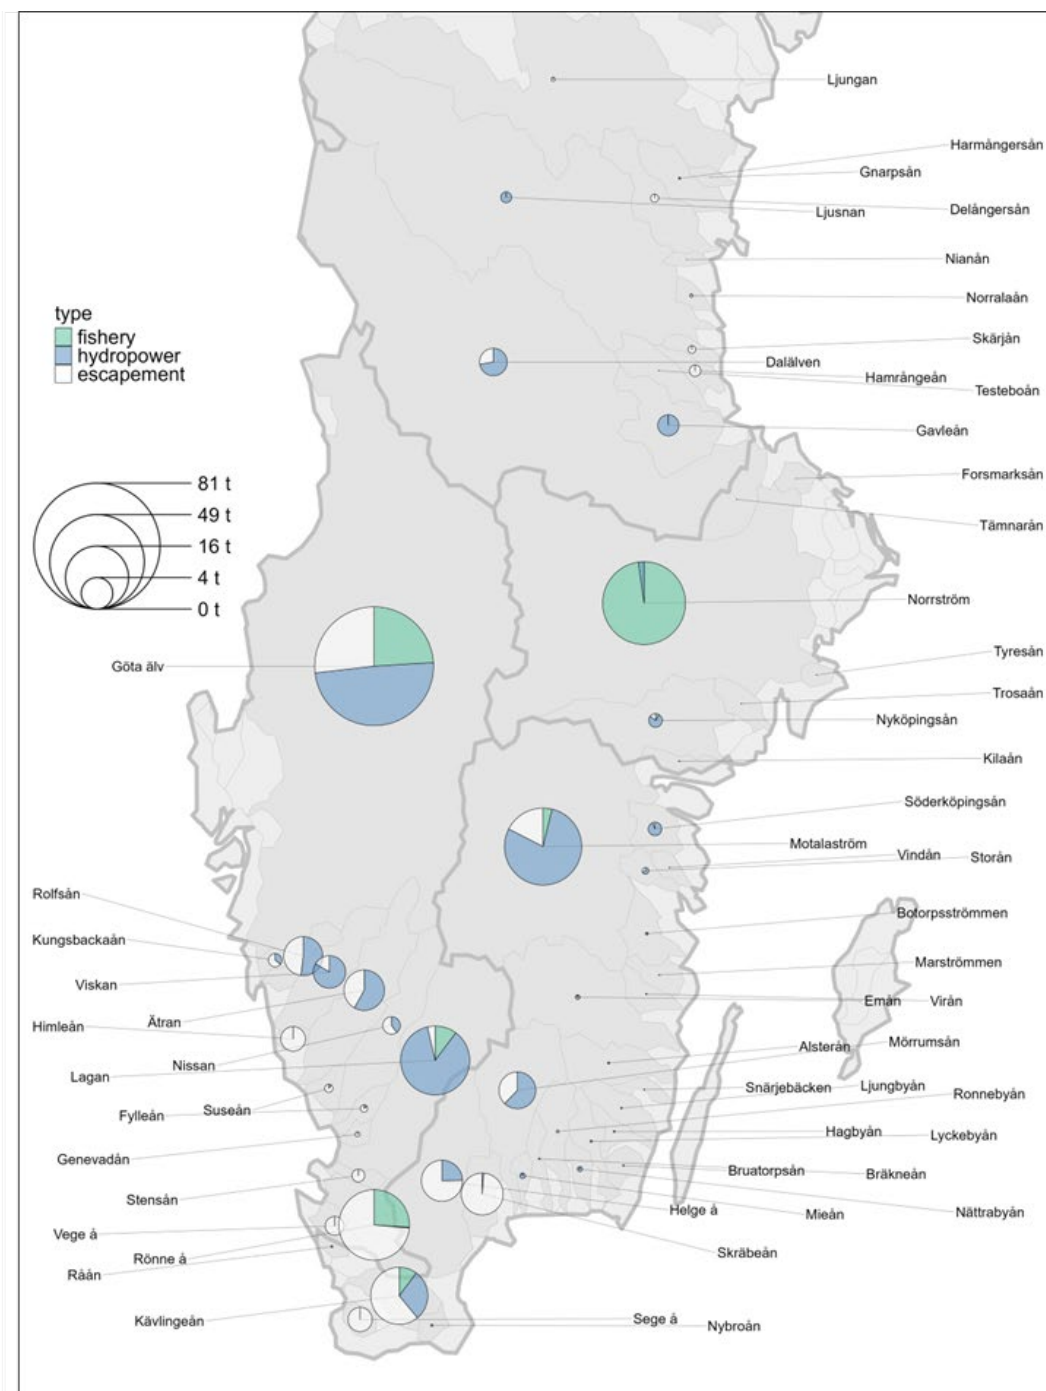 Ljungan
Harmångersån
Gnarpsån
Delångersån
Ljusnan
Nianån
Norralaån
type
fishery
hydropower
escapement
Skärjån
Dalälven
Hamrångeån
Testeboån
Gavleån
Forsmarksån
81 t
49 t
16 t
4 t
0 t
Tämnarån
Norrström
Tyresån
Göta älv
Trosaån
Nyköpingsån
Kilaån
Söderköpingsån
Motalaström
Vindån
Storån
Rolfsån
Botorpsströmmen
Kungsbackaån
Marströmmen
Viskan
Emån
Virån
Himleån
Ätran
Mörrumsån
Alsterån
Nissan
Lagan
Snärjebäcken
Ljungbyån
Ronnebyån
Suseån
Fylleån
Hagbyån
Lyckebyån
Genevadån
Bruatorpsån
Bräkneån
Stensån
Helge å
Mieån
Nättrabyån
Vege å
Skräbeån
Rönne å
Råån
Kävlingeån
Sege å
Nybroån